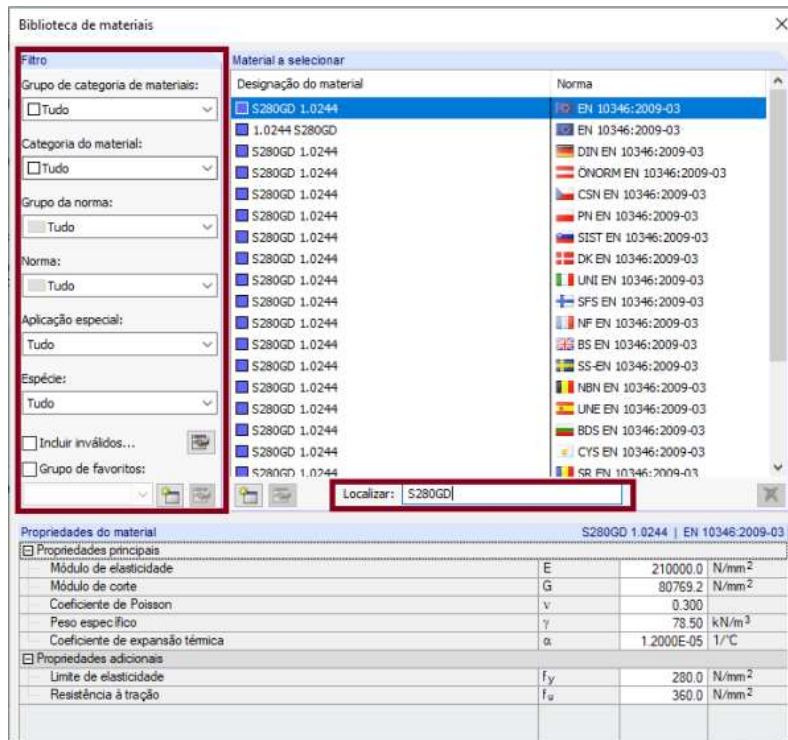 Biblioteca de materiais
Filtro
Grupo de categoria de materiais:
Tudo
Categoria do material:
Tudo
Grupo da norma:
Tudo
Norma:
Tudo
Aplicação especial:
Tudo
Espécie:
Tudo
Incluir inválidos...
Grupo de favoritos:
Material a selecionar
Designação do material Norma
S280GD 1.0244 EN 10346:2009-03
1.0244 S280GD EN 10346:2009-03
S280GD 1.0244 DIN EN 10346:2009-03
S280GD 1.0244 ÖNORM EN 10346:2009-03
S280GD 1.0244 CSN EN 10346:2009-03
S280GD 1.0244 PN EN 10346:2009-03
S280GD 1.0244 SIST EN 10346:2009-03
S280GD 1.0244 DK EN 10346:2009-03
S280GD 1.0244 UNI EN 10346:2009-03
S280GD 1.0244 SFS EN 10346:2009-03
S280GD 1.0244 NF EN 10346:2009-03
S280GD 1.0244 BS EN 10346:2009-03
S280GD 1.0244 SS-EN 10346:2009-03
S280GD 1.0244 NBN EN 10346:2009-03
S280GD 1.0244 UNE EN 10346:2009-03
S280GD 1.0244 BDS EN 10346:2009-03
S280GD 1.0244 CYS EN 10346:2009-03
S280GD 1.0244 SR EN 10346:2009-03
Localizar: S280GD
Propriedades do material S280GD 1.0244 | EN 10346:2009-03
Propriedades principais
Módulo de elasticidade E 210000.0 N/mm²
Módulo de corte G 80769.2 N/mm²
Coeficiente de Poisson ν 0.300
Peso específico γ 78.50 kN/m³
Coeficiente de expansão térmica α 1.2000E-05 1/°C
Propriedades adicionais
Limite de elasticidade fy 280.0 N/mm²
Resistência à tração fu 360.0 N/mm²